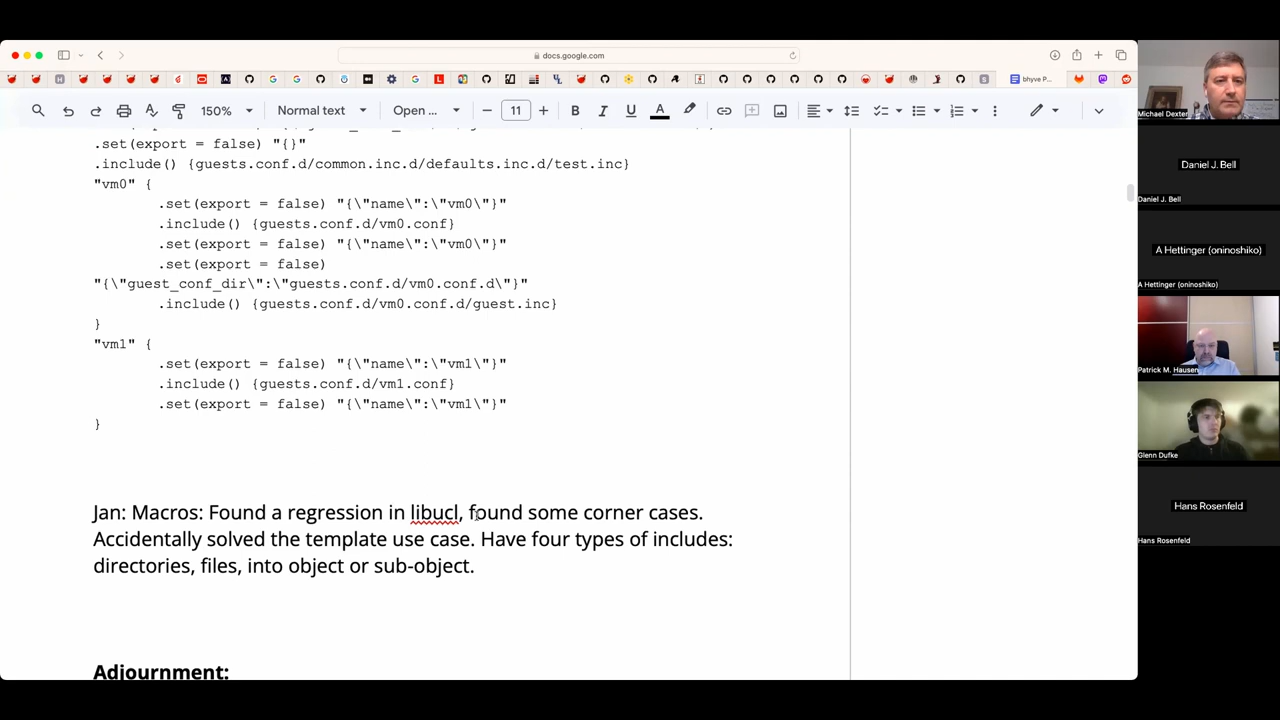 docs.google.com
bhyve P...
150%
Normal text
Open ...
11
.set(export = false) "{}"
.include() {guests.conf.d/common.inc.d/defaults.inc.d/test.inc}
"vm0" {
.set(export = false) "{\"name\":\"vm0\"}"
.include() {guests.conf.d/vm0.conf}
.set(export = false) "{\"name\":\"vm0\"}"
.set(export = false)
"{\"guest_conf_dir\":\"guests.conf.d/vm0.conf.d\"}"
.include() {guests.conf.d/vm0.conf.d/guest.inc}
}
"vm1" {
.set(export = false) "{\"name\":\"vm1\"}"
.include() {guests.conf.d/vm1.conf}
.set(export = false) "{\"name\":\"vm1\"}"
}
Jan: Macros: Found a regression in libucl, found some corner cases.
Accidentally solved the template use case. Have four types of includes:
directories, files, into object or sub-object.
Adjournment:
Michael Dexter
Daniel J. Bell
Daniel J. Bell
A Hettinger (oninoshiko)
A Hettinger (oninoshiko)
Patrick M. Hausen
Glenn Dufke
Hans Rosenfeld
Hans Rosenfeld